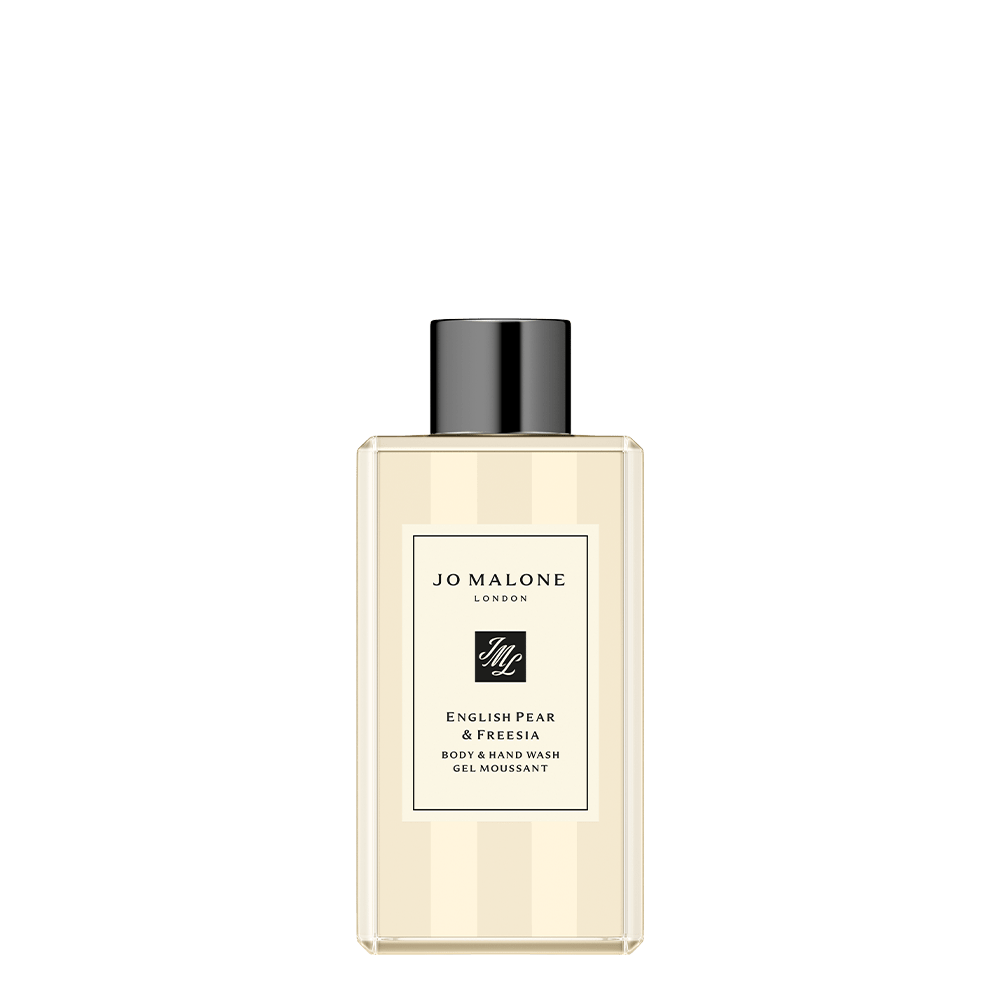 JO MALONE
LONDON
JML
ENGLISH PEAR
& FREESIA
BODY & HAND WASH
GEL MOUSSANT